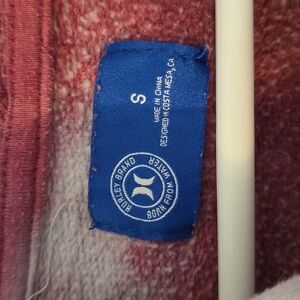 S
MADE IN CHINA
DESIGNED IN COSTA MESA, CA
HURLEY BRAND
BORN FROM WATER